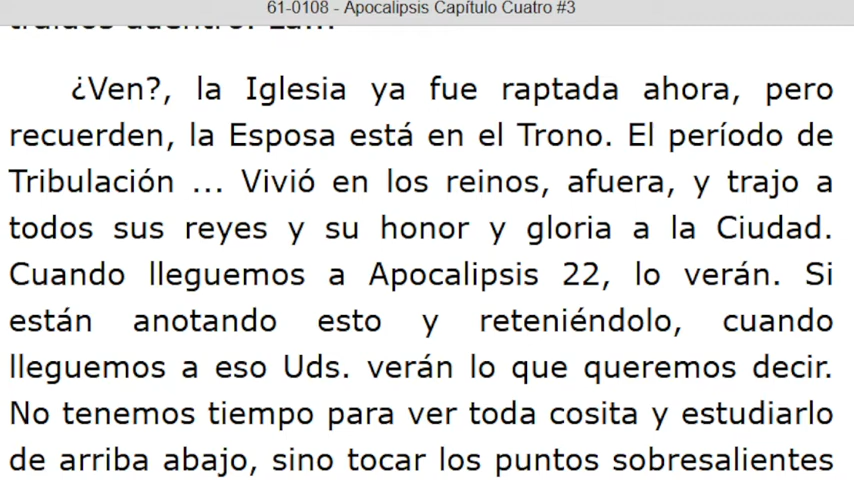 61-0108 - Apocalipsis Capítulo Cuatro #3
¿Ven?, la Iglesia ya fue raptada ahora, pero
recuerden, la Esposa está en el Trono. El período de
Tribulación ... Vivió en los reinos, afuera, y trajo a
todos sus reyes y su honor y gloria a la Ciudad.
Cuando lleguemos a Apocalipsis 22, lo verán. Si
están anotando esto y reteniéndolo, cuando
lleguemos a eso Uds. verán lo que queremos decir.
No tenemos tiempo para ver toda cosita y estudiarlo
de arriba abajo, sino tocar los puntos sobresalientes